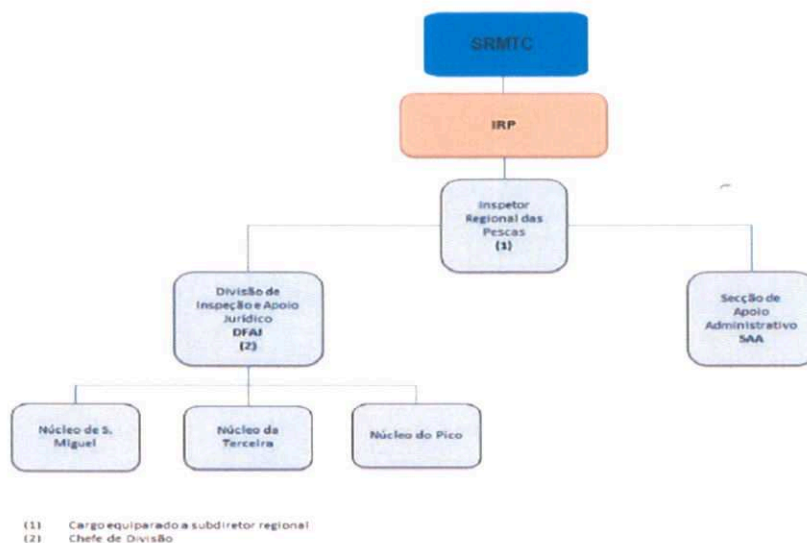 SRMTC
IRP
Inspetor
Regional das
Pescas
(1)
Divisão de
Inspeção e Apoio
Jurídico
DFAJ
(2)
Secção de
Apoio
Administrativo
SAA
Núcleo de S.
Miguel
Núcleo da
Terceira
Núcleo do Pico
(1) Cargo equiparado a subdiretor regional
(2) Chefe de Divisão